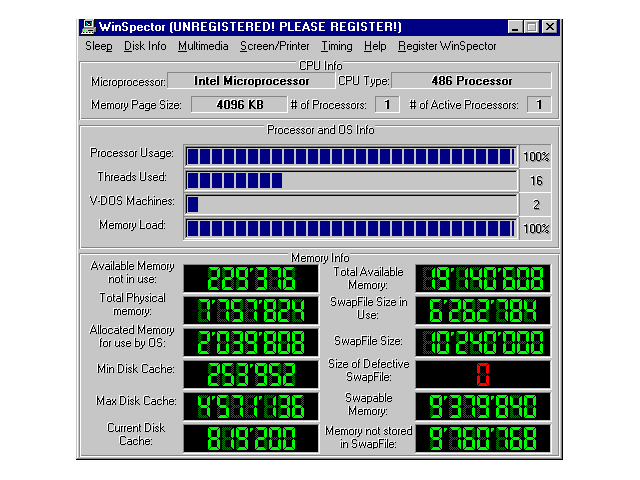 WinSpector (UNREGISTERED! PLEASE REGISTER!)
Sleep Disk Info Multimedia Screen/Printer Timing Help Register WinSpector
CPU Info
Microprocessor: Intel Microprocessor CPU Type: 486 Processor
Memory Page Size: 4096 KB # of Processors: 1 # of Active Processors: 1
Processor and OS Info
Processor Usage: 100%
Threads Used: 16
V-DOS Machines: 2
Memory Load: 100%
Memory Info
Available Memory not in use: 229'376 Total Available Memory: 19'140'608
Total Physical memory: 7'757'824 SwapFile Size in Use: 6'262'784
Allocated Memory for use by OS: 2'039'808 SwapFile Size: 10'240'000
Min Disk Cache: 253'952 Size of Defective SwapFile: 0
Max Disk Cache: 4'571'136 Swapable Memory: 9'379'840
Current Disk Cache: 819'200 Memory not stored in SwapFile: 9'760'768